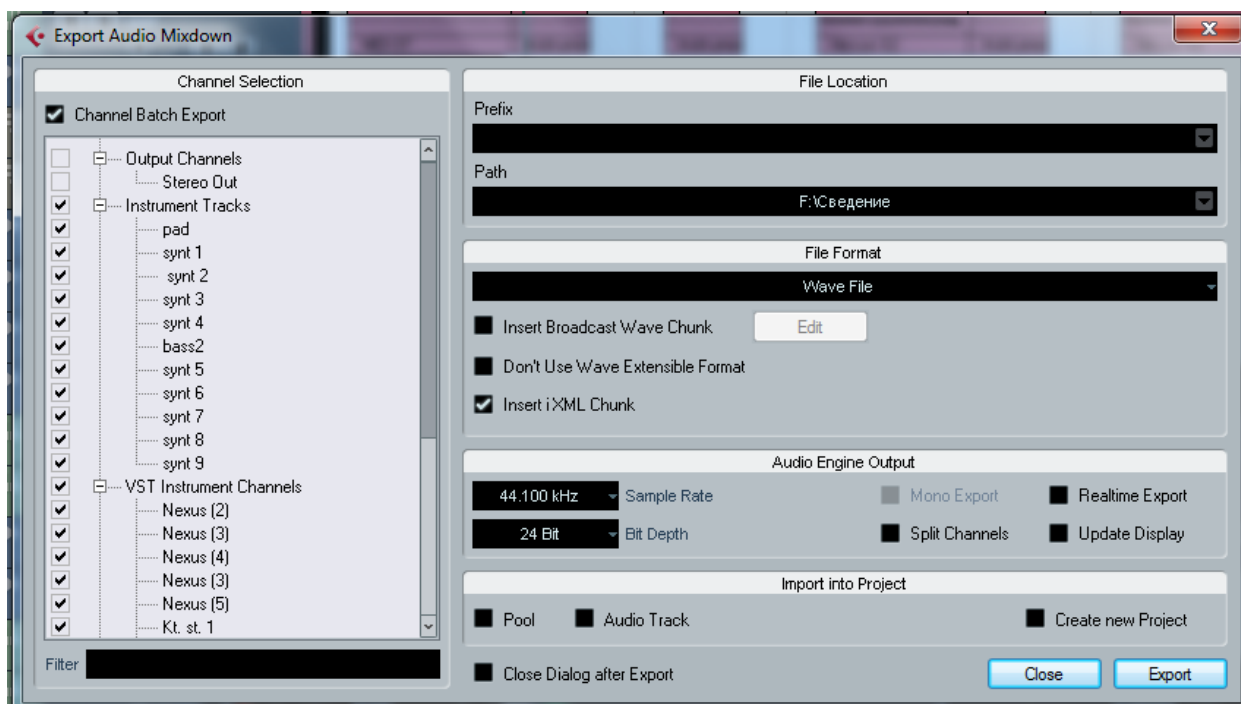 Export Audio Mixdown
Channel Selection
Channel Batch Export
Output Channels
Stereo Out
Instrument Tracks
pad
synt 1
synt 2
synt 3
synt 4
bass2
synt 5
synt 6
synt 7
synt 8
synt 9
VST Instrument Channels
Nexus (2)
Nexus (3)
Nexus (4)
Nexus (3)
Nexus (5)
Kt. st. 1
Filter
File Location
Prefix
Path
F:\Сведение
File Format
Wave File
Insert Broadcast Wave Chunk Edit
Don't Use Wave Extensible Format
Insert iXML Chunk
Audio Engine Output
44.100 kHz Sample Rate Mono Export Realtime Export
24 Bit Bit Depth Split Channels Update Display
Import into Project
Pool Audio Track Create new Project
Close Dialog after Export Close Export